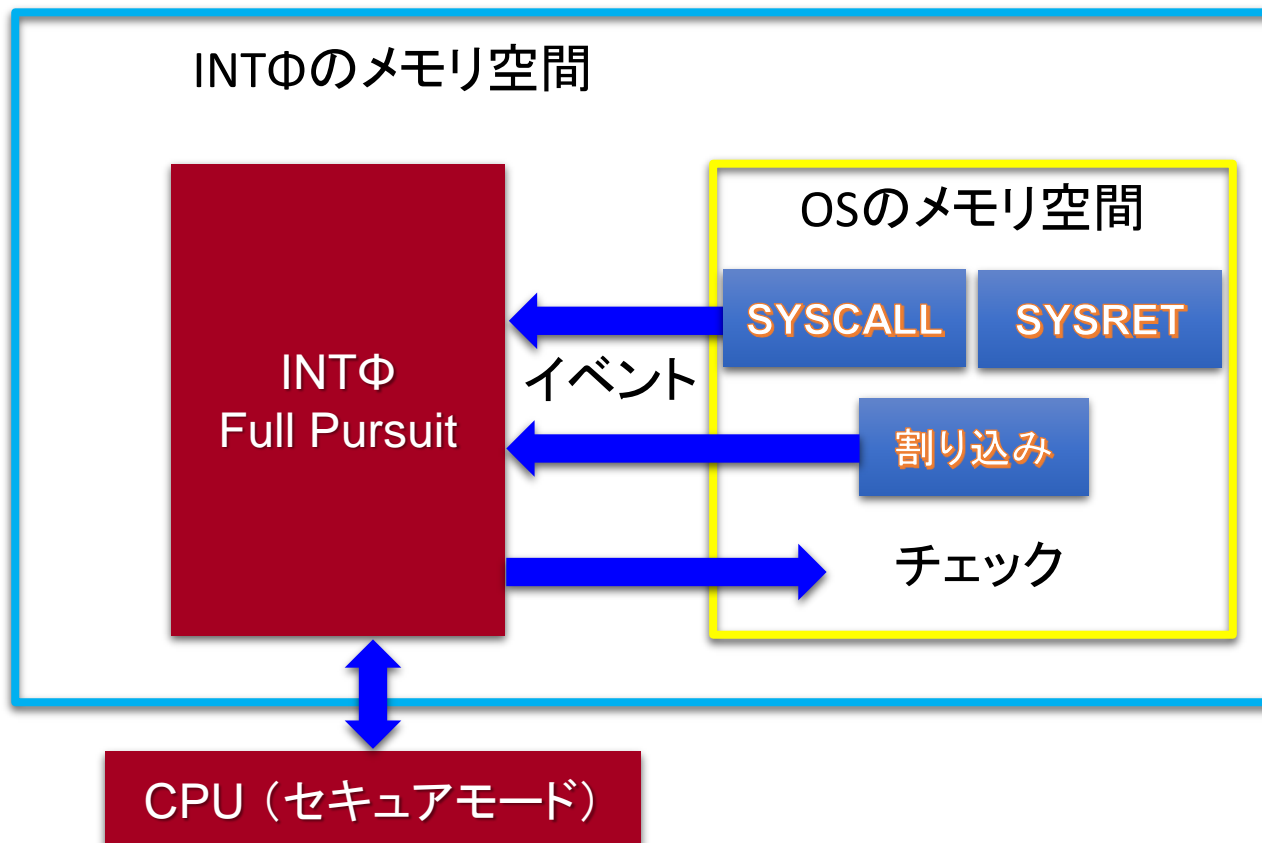 INTΦのメモリ空間
OSのメモリ空間
SYSCALL
SYSRET
INTΦ
Full Pursuit
イベント
割り込み
チェック
CPU（セキュアモード）